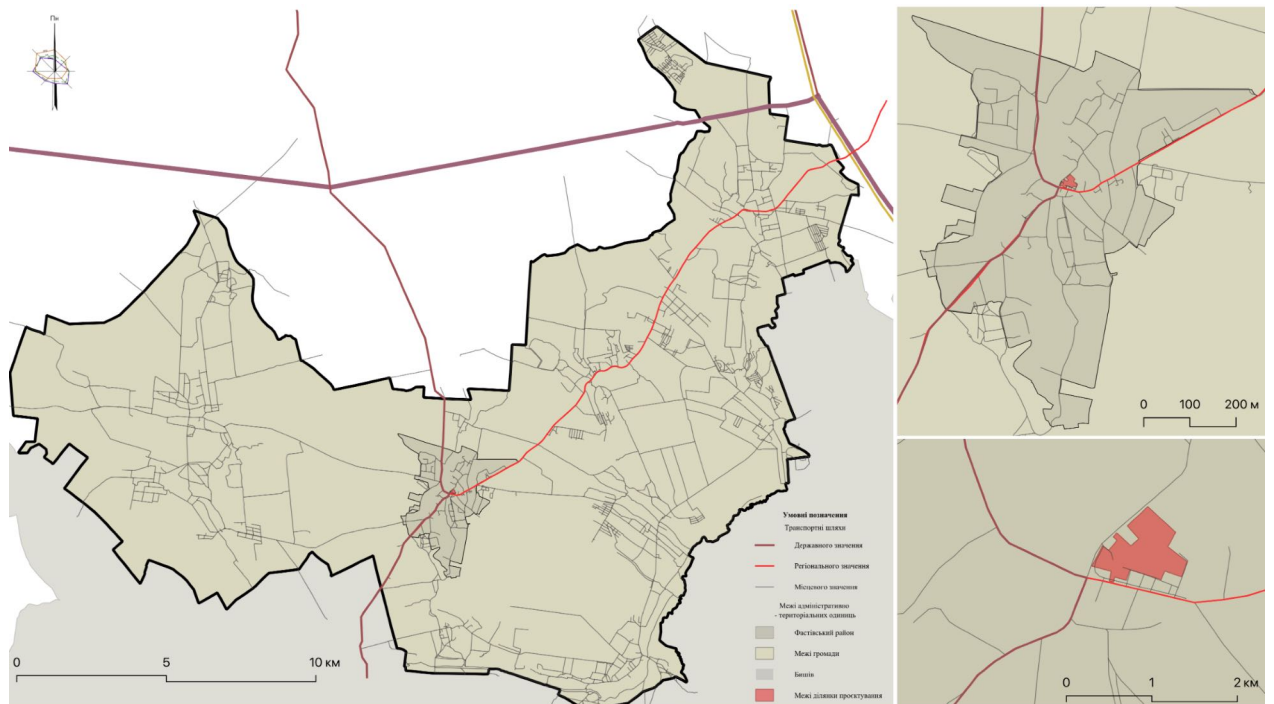 Пн
Умовні позначення
Транспортні шляхи
Державного значення
Регіонального значення
Місцевого значення
Межі адміністративно
- територіальних одиниць
Фастівський район
Межі громади
Бишів
Межі ділянки проєктування
0 5 10 км
0 100 200 м
0 1 2 км